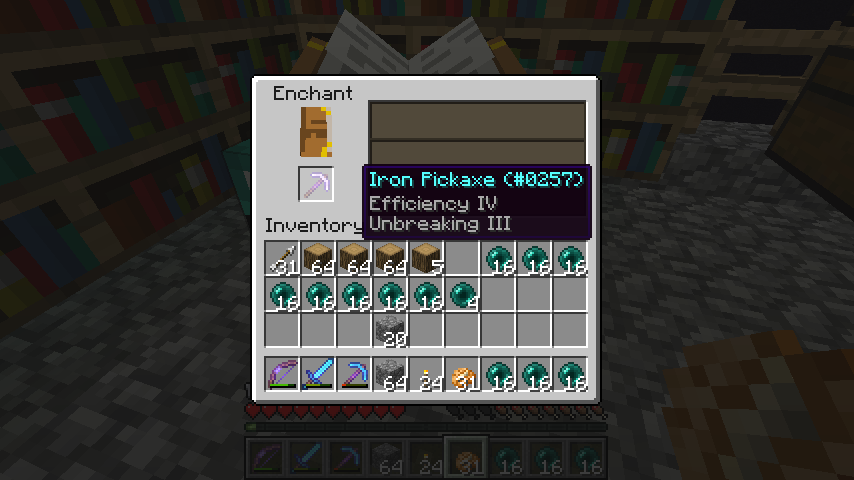 Enchant
Iron Pickaxe (#0257)
Efficiency IV
Unbreaking III
Inventory
31 64 64 64 5 16 16 16
16 16 16 16 16 4
20
64 24 31 16 16 16
64 24 31 16 16 16